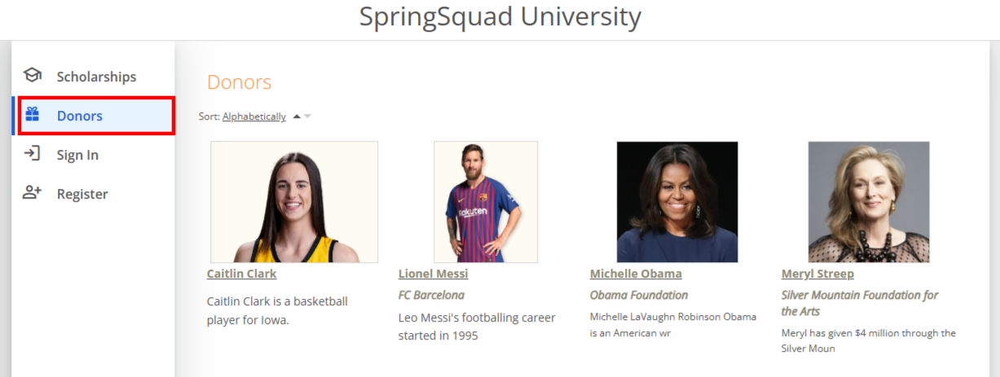 SpringSquad University
Scholarships
Donors
Sign In
Register
Donors
Sort: Alphabetically
Rakuten
Caitlin Clark
Caitlin Clark is a basketball
player for Iowa.
Lionel Messi
FC Barcelona
Leo Messi's footballing career
started in 1995
Michelle Obama
Obama Foundation
Michelle LaVaughn Robinson Obama
is an American wr
Meryl Streep
Silver Mountain Foundation for
the Arts
Meryl has given $4 million through the
Silver Moun